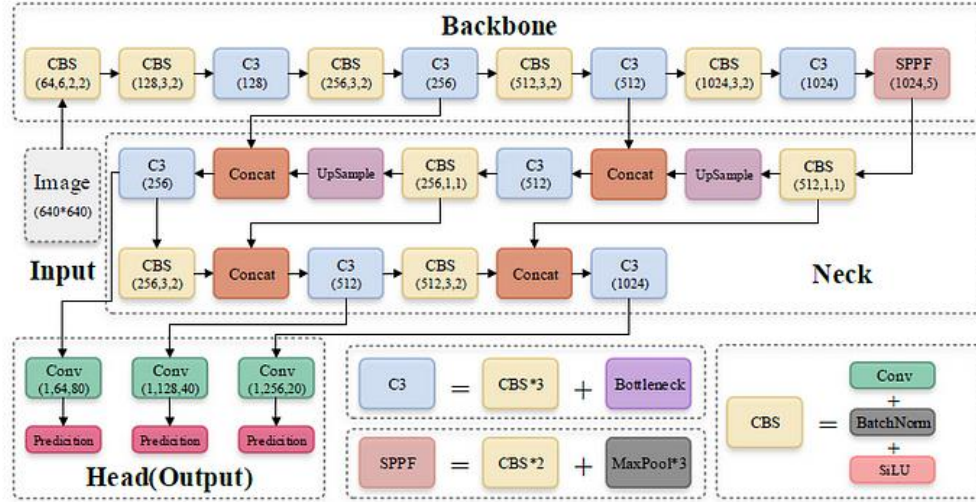 Backbone
CBS
(64,6,2,2)
CBS
(128,3,2)
C3
(128)
CBS
(256,3,2)
C3
(256)
CBS
(512,3,2)
C3
(512)
CBS
(1024,3,2)
C3
(1024)
SPPF
(1024,5)
Image
(640*640)
Input
C3
(256)
Concat
UpSample
CBS
(256,1,1)
C3
(512)
Concat
UpSample
CBS
(512,1,1)
CBS
(256,3,2)
Concat
C3
(512)
CBS
(512,3,2)
Concat
C3
(1024)
Neck
Conv
(1,64,80)
Conv
(1,128,40)
Conv
(1,256,20)
Predicition
Predicition
Predicition
Head(Output)
C3 = CBS*3 + Bottleneck
SPPF = CBS*2 + MaxPool*3
CBS =
Conv
+
BatchNorm
+
SiLU